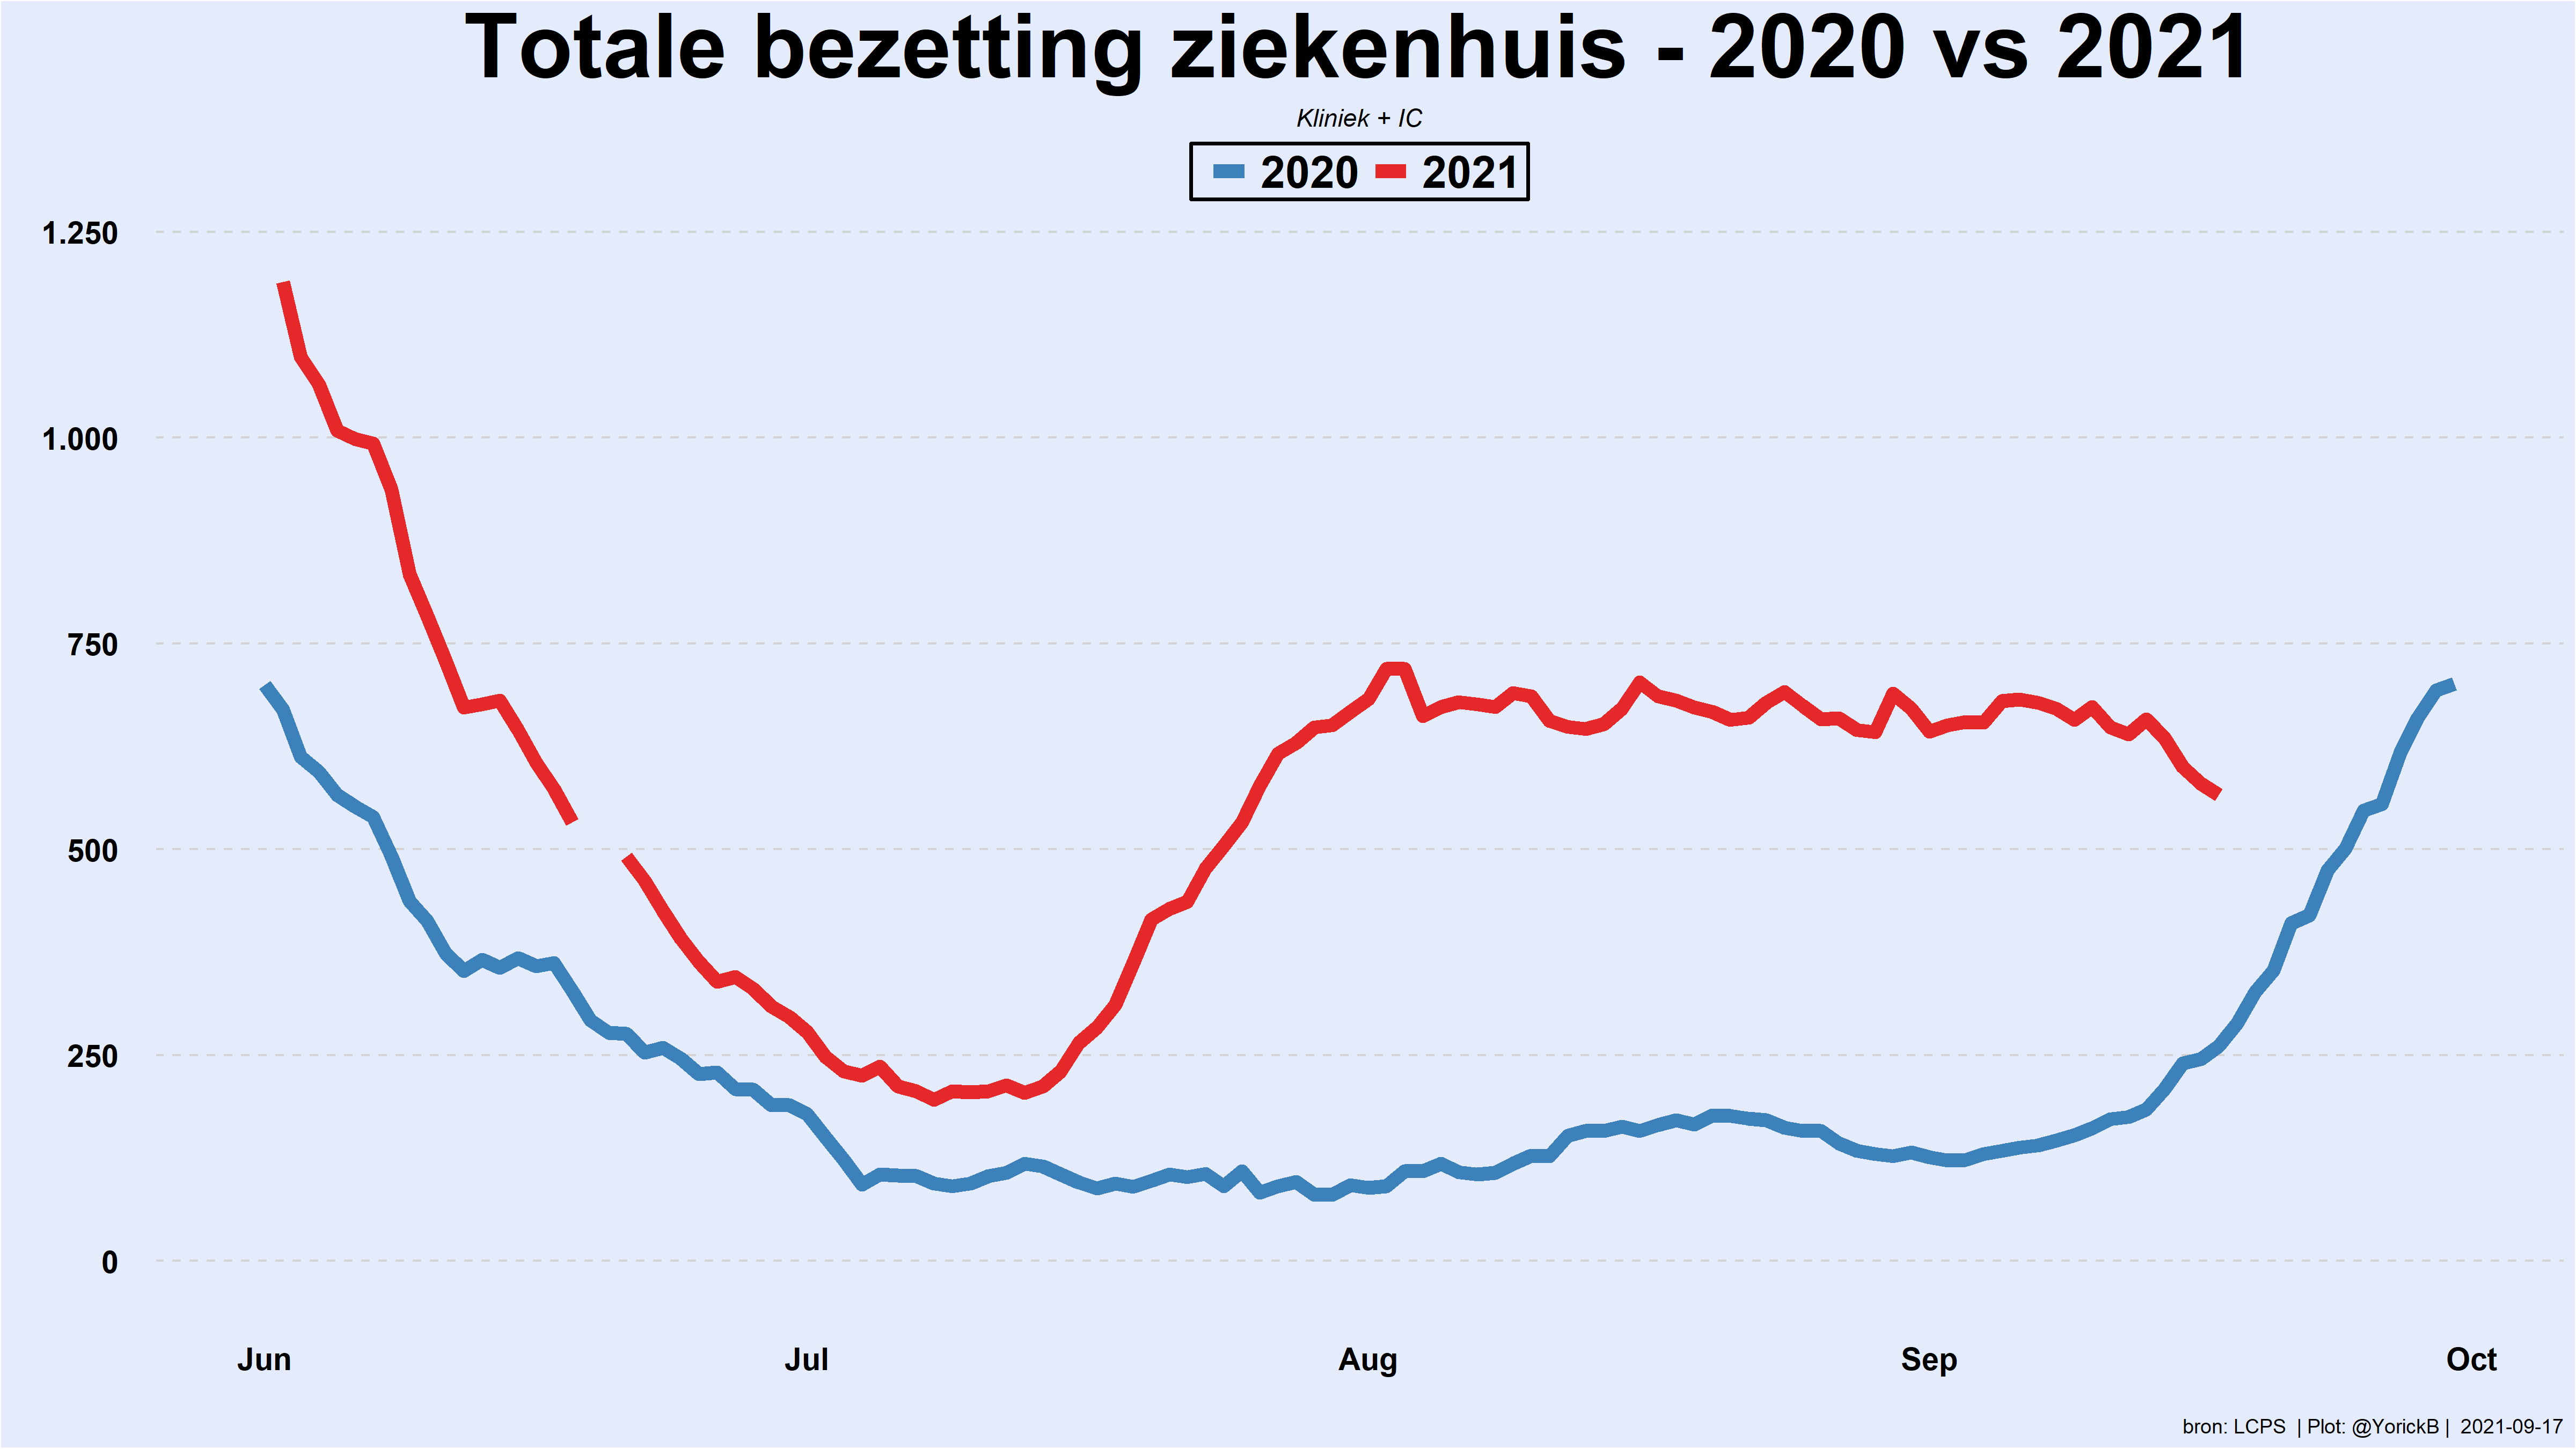 Totale bezetting ziekenhuis - 2020 vs 2021
Kliniek + IC
2020 2021
1.250
1.000
750
500
250
0
Jun Jul Aug Sep Oct
bron: LCPS | Plot: @YorickB | 2021-09-17